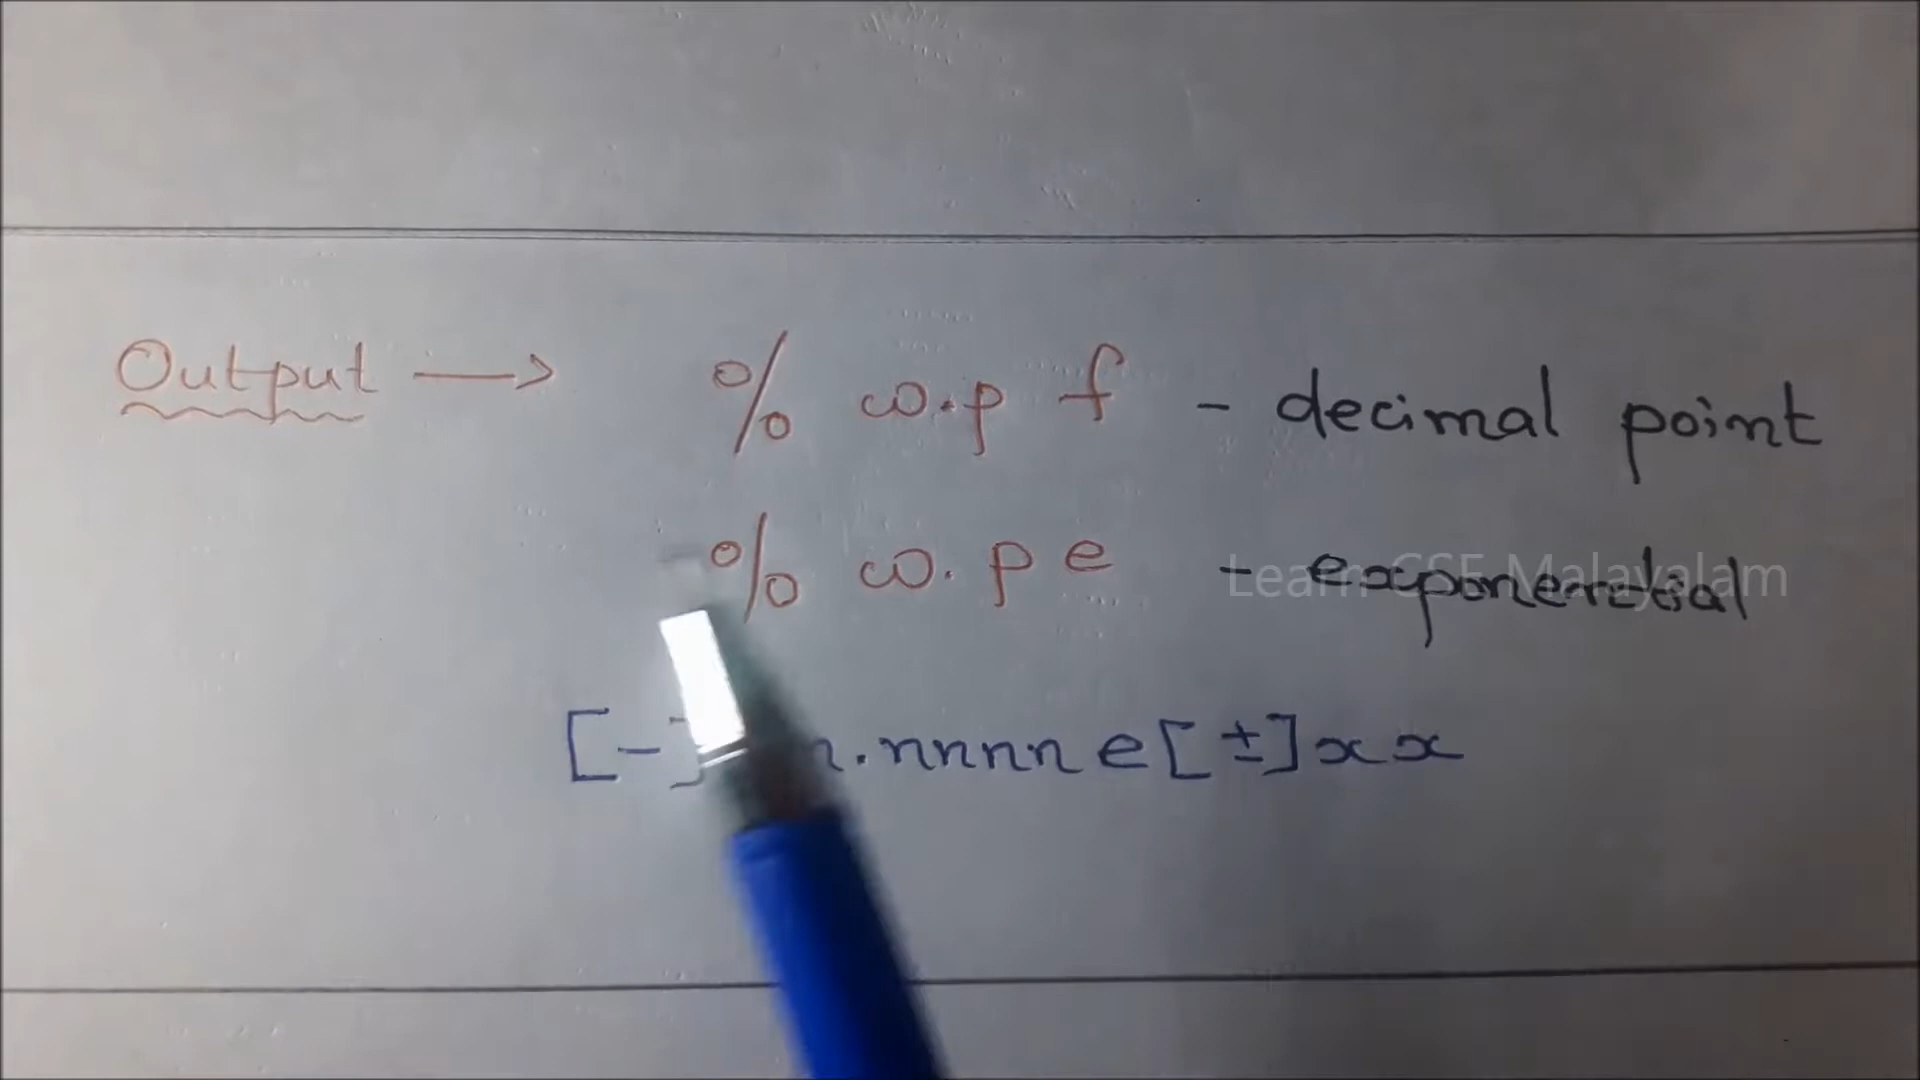 Output → % w.p f - decimal point
% w.p e - exponential
Learn CSE Malayalam
[-] .nnnn e[±]xx